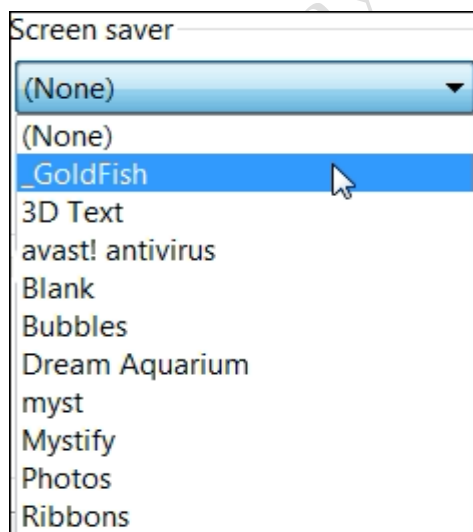 Screen saver
(None)
(None)
_GoldFish
3D Text
avast! antivirus
Blank
Bubbles
Dream Aquarium
myst
Mystify
Photos
Ribbons